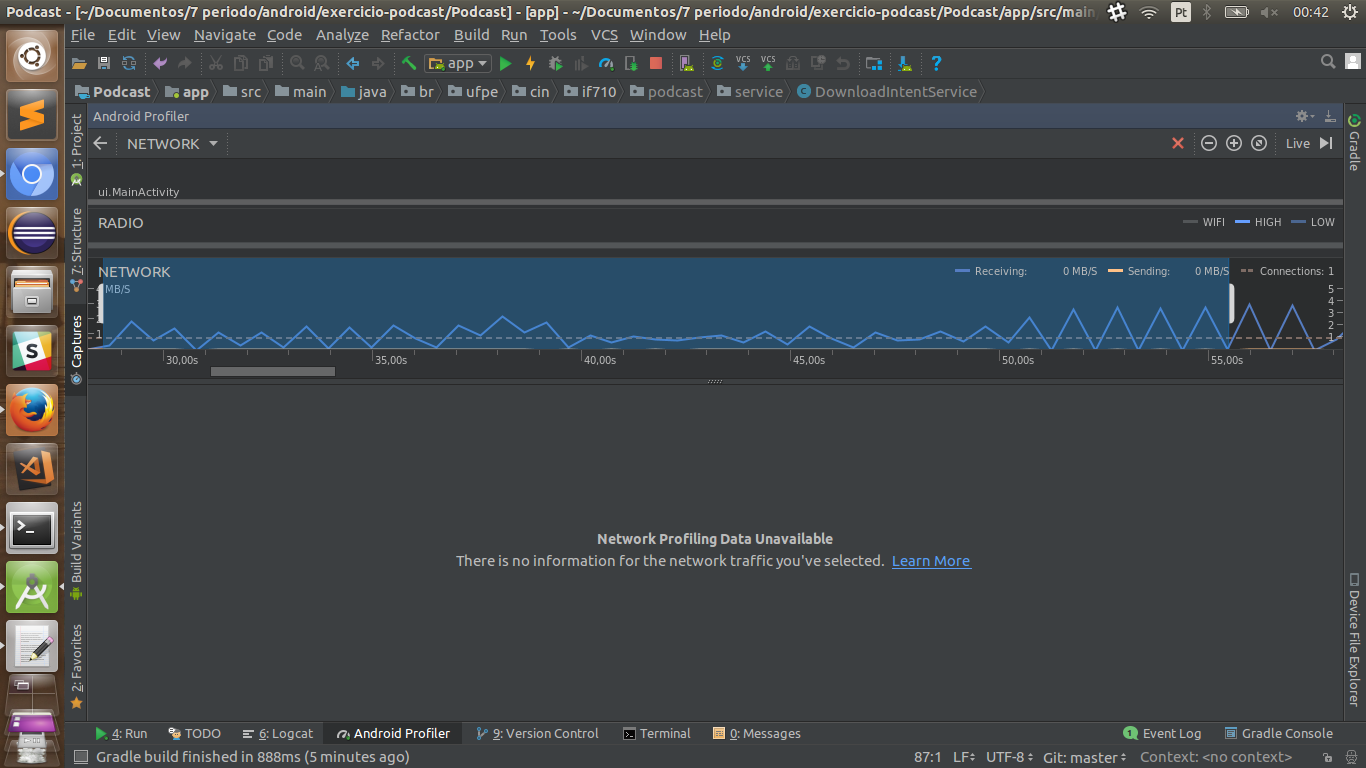 Podcast - [~/Documentos/7 periodo/android/exercicio-podcast/Podcast] - [app] - ~/Documentos/7 periodo/android/exercicio-podcast/Podcast/app/src/main/ Pt 00:42
File Edit View Navigate Code Analyze Refactor Build Run Tools VCS Window Help
app VCS VCS ?
Podcast app src main java br ufpe cin if710 podcast service DownloadIntentService
Android Profiler
NETWORK Live
ui.MainActivity
RADIO WIFI HIGH LOW
NETWORK Receiving: 0 MB/S Sending: 0 MB/S Connections: 1
MB/S
5
4
3
2
1
1
30,00s 35,00s 40,00s 45,00s 50,00s 55,00s
Network Profiling Data Unavailable
There is no information for the network traffic you've selected. Learn More
1: Project
7: Structure
Captures
Build Variants
2: Favorites
Gradle
Device File Explorer
4: Run TODO 6: Logcat Android Profiler 9: Version Control Terminal 0: Messages 1 Event Log Gradle Console
Gradle build finished in 888ms (5 minutes ago) 87:1 LF UTF-8 Git: master Context: <no context>